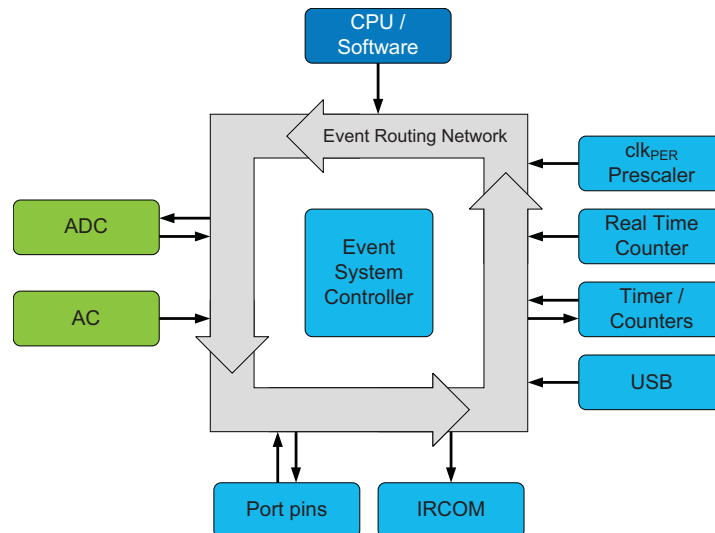 CPU /
Software
Event Routing Network
clkPER
Prescaler
ADC
Event
System
Controller
Real Time
Counter
AC
Timer /
Counters
USB
Port pins
IRCOM